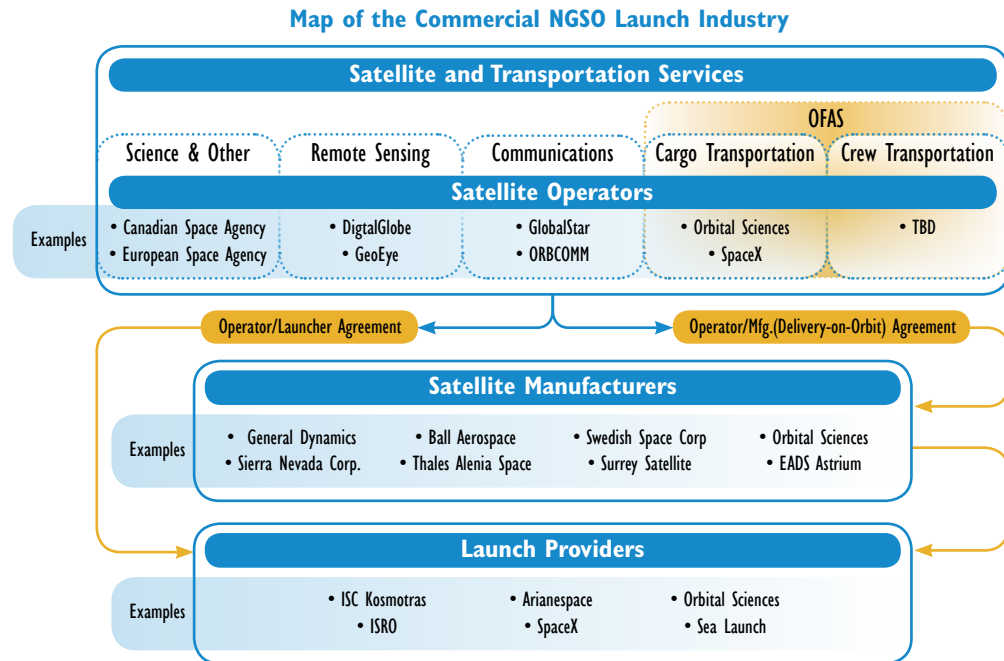 Map of the Commercial NGSO Launch Industry
Satellite and Transportation Services
OFAS
Science & Other
Remote Sensing
Communications
Cargo Transportation
Crew Transportation
Satellite Operators
Examples
• Canadian Space Agency
• European Space Agency
• DigtalGlobe
• GeoEye
• GlobalStar
• ORBCOMM
• Orbital Sciences
• SpaceX
• TBD
Operator/Launcher Agreement
Operator/Mfg.(Delivery-on-Orbit) Agreement
Satellite Manufacturers
Examples
• General Dynamics
• Sierra Nevada Corp.
• Ball Aerospace
• Thales Alenia Space
• Swedish Space Corp
• Surrey Satellite
• Orbital Sciences
• EADS Astrium
Launch Providers
Examples
• ISC Kosmotras
• ISRO
• Arianespace
• SpaceX
• Orbital Sciences
• Sea Launch